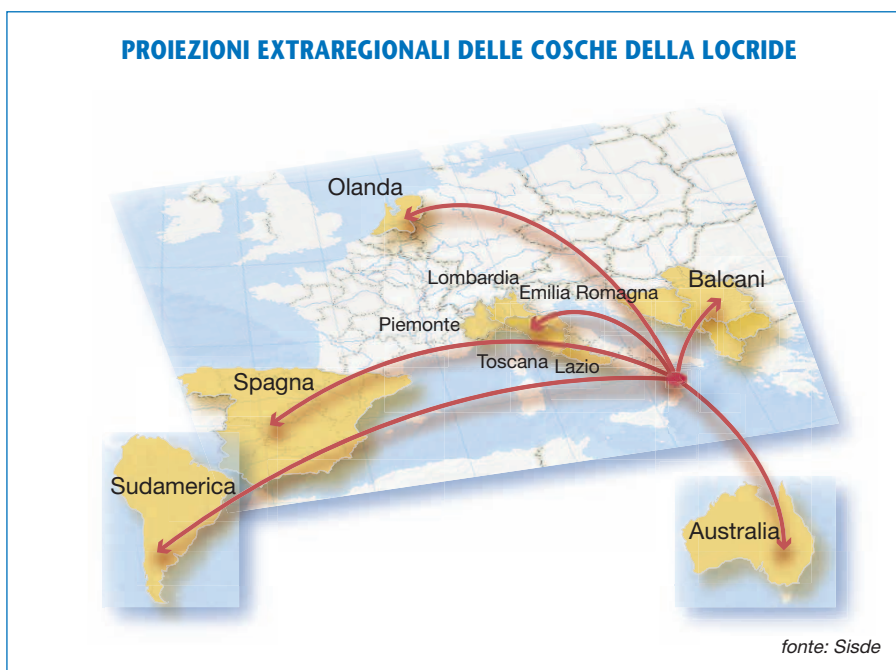 PROIEZIONI EXTRAREGIONALI DELLE COSCHE DELLA LOCRIDE
Olanda
Lombardia
Emilia Romagna
Balcani
Piemonte
Toscana
Lazio
Spagna
Sudamerica
Australia
fonte: Sisde